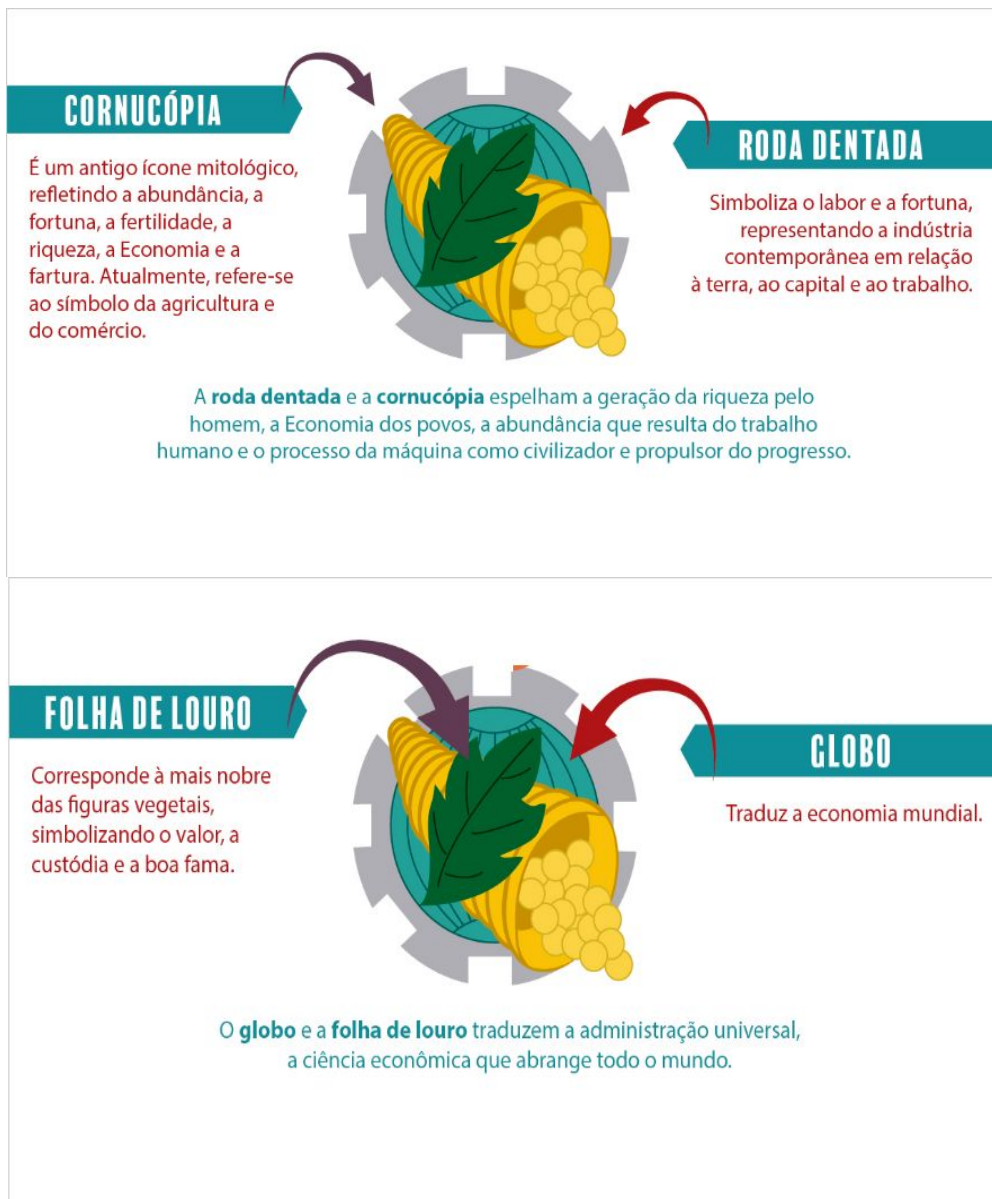 CORNUCÓPIA
É um antigo ícone mitológico,
refletindo a abundância, a
fortuna, a fertilidade, a
riqueza, a Economia e a
fartura. Atualmente, refere-se
ao símbolo da agricultura e
do comércio.
RODA DENTADA
Simboliza o labor e a fortuna,
representando a indústria
contemporânea em relação
à terra, ao capital e ao trabalho.
A roda dentada e a cornucópia espelham a geração da riqueza pelo
homem, a Economia dos povos, a abundância que resulta do trabalho
humano e o processo da máquina como civilizador e propulsor do progresso.
FOLHA DE LOURO
Corresponde à mais nobre
das figuras vegetais,
simbolizando o valor, a
custódia e a boa fama.
GLOBO
Traduz a economia mundial.
O globo e a folha de louro traduzem a administração universal,
a ciência econômica que abrange todo o mundo.